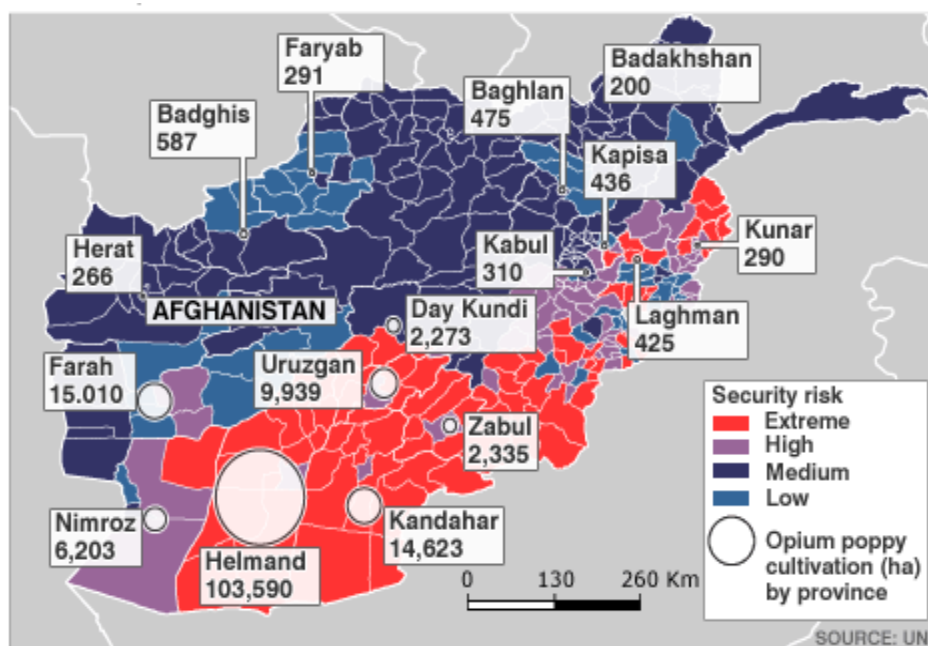 Faryab
291
Badakhshan
200
Baghlan
475
Badghis
587
Kapisa
436
Kunar
290
Herat
266
Kabul
310
AFGHANISTAN
Day Kundi
2,273
Laghman
425
Farah
15.010
Uruzgan
9,939
Zabul
2,335
Nimroz
6,203
Helmand
103,590
Kandahar
14,623
Security risk
Extreme
High
Medium
Low
Opium poppy
cultivation (ha)
by province
0 130 260 Km
SOURCE: UN